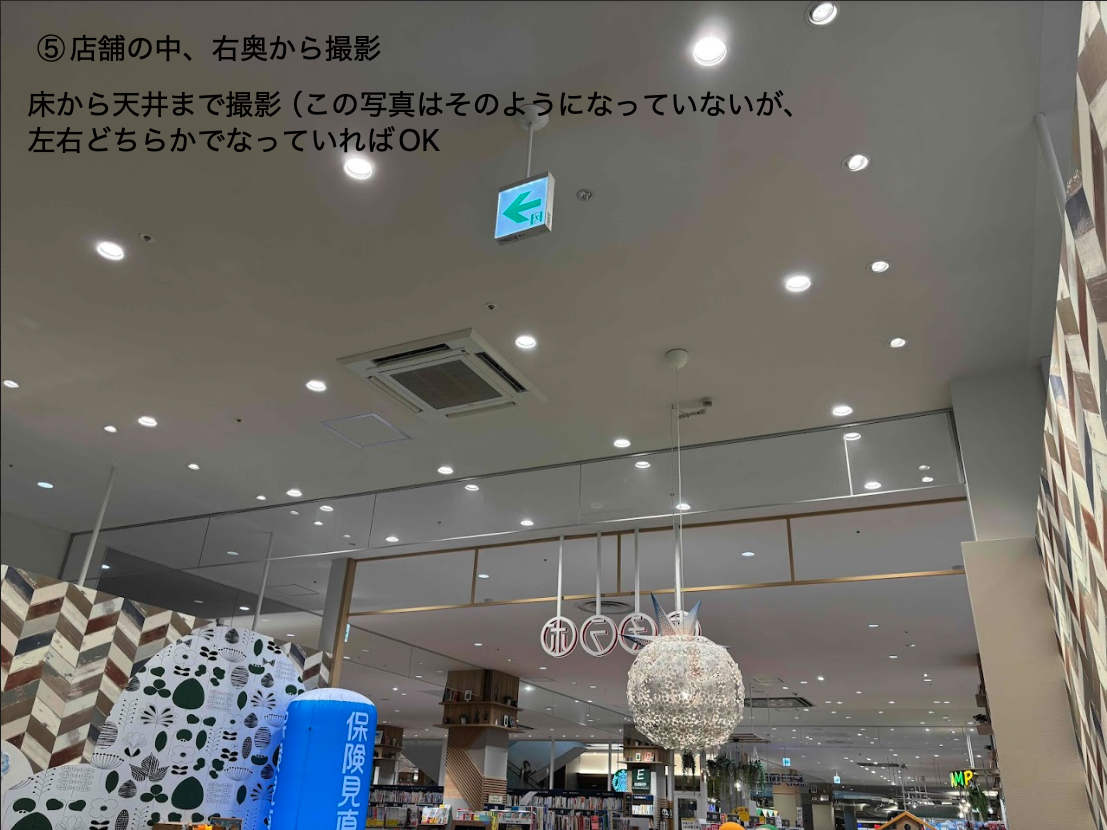 ⑤店舗の中、右奥から撮影
床から天井まで撮影（この写真はそのようになっていないが、
左右どちらかでなっていればOK
保険見直
E